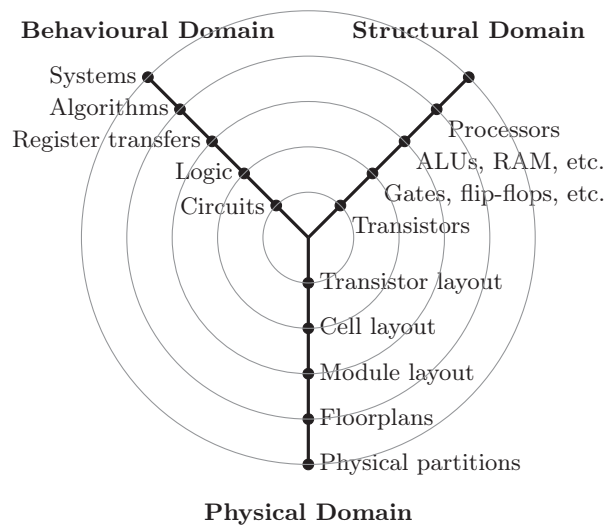 Behavioural Domain
Structural Domain
Systems
Algorithms
Register transfers
Logic
Circuits
Processors
ALUs, RAM, etc.
Gates, flip-flops, etc.
Transistors
Transistor layout
Cell layout
Module layout
Floorplans
Physical partitions
Physical Domain